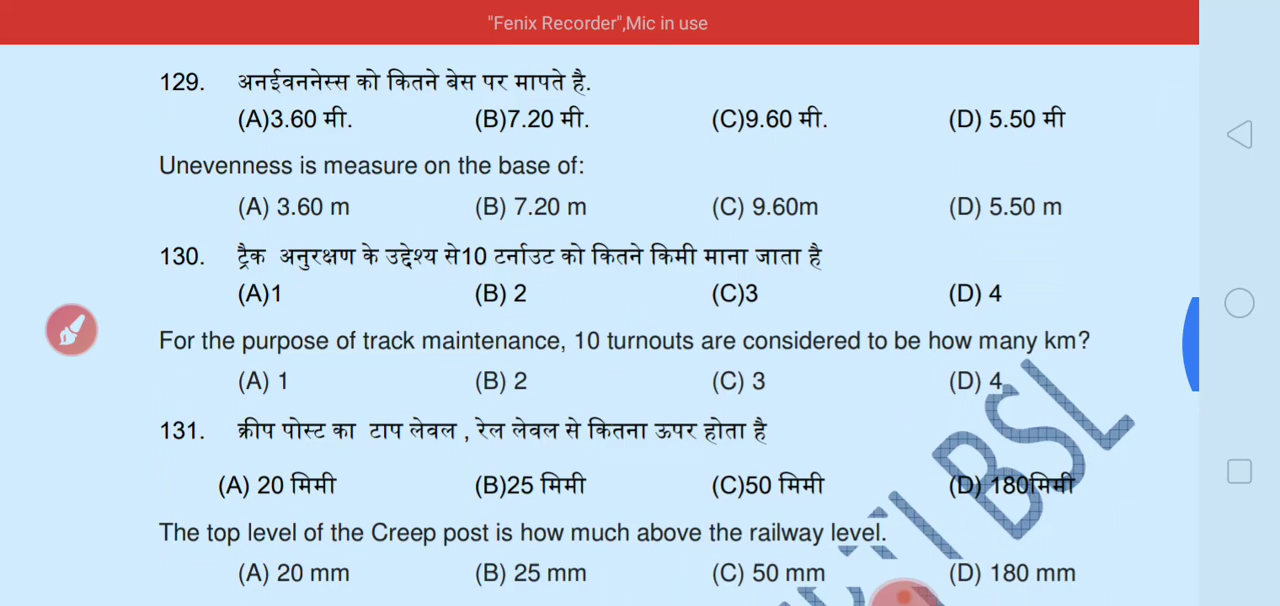 "Fenix Recorder",Mic in use
129. अनईवननेस्स को कितने बेस पर मापते है.
(A)3.60 मी. (B)7.20 मी. (C)9.60 मी. (D) 5.50 मी
Unevenness is measure on the base of:
(A) 3.60 m (B) 7.20 m (C) 9.60m (D) 5.50 m
130. ट्रैक अनुरक्षण के उद्देश्य से10 टर्नाउट को कितने किमी माना जाता है
(A)1 (B) 2 (C)3 (D) 4
For the purpose of track maintenance, 10 turnouts are considered to be how many km?
(A) 1 (B) 2 (C) 3 (D) 4
131. क्रीप पोस्ट का टाप लेवल , रेल लेवल से कितना ऊपर होता है
(A) 20 मिमी (B)25 मिमी (C)50 मिमी (D) 180मिमी
The top level of the Creep post is how much above the railway level.
(A) 20 mm (B) 25 mm (C) 50 mm (D) 180 mm
BSL